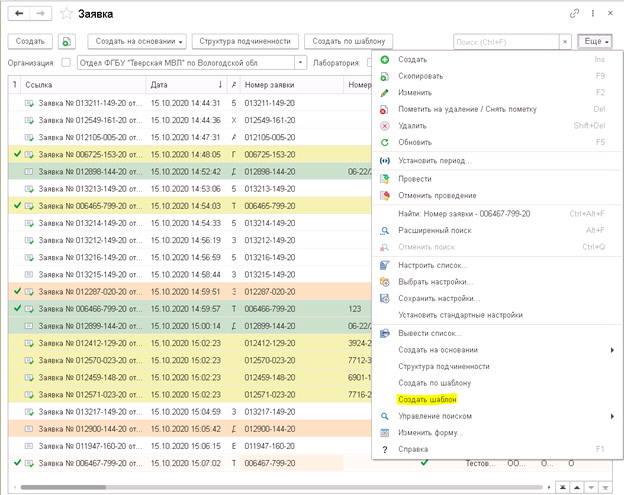 Заявка
Создать Создать на основании Структура подчиненности Создать по шаблону Поиск (Ctrl+F) × Еще
Организация: Отдел ФГБУ "Тверская МВЛ" по Вологодской обл. Лаборатория:
Ссылка Дата ↓ Номер заявки Номер
Заявка № 013211-149-20 от... 15.10.2020 14:44:31 5 013211-149-20
Заявка № 012549-161-20 от... 15.10.2020 14:44:36 Х 012549-161-20
Заявка № 012105-005-20 от... 15.10.2020 14:47:31 А 012105-005-20
Заявка № 006725-153-20 от... 15.10.2020 14:48:05 Г 006725-153-20
Заявка № 012898-144-20 от... 15.10.2020 14:52:42 Д 012898-144-20 06-22/
Заявка № 013213-149-20 от... 15.10.2020 14:53:06 5 013213-149-20
Заявка № 006465-799-20 от... 15.10.2020 14:54:03 Т 006465-799-20
Заявка № 013214-149-20 от... 15.10.2020 14:54:33 5 013214-149-20
Заявка № 013212-149-20 от... 15.10.2020 14:56:19 З 013212-149-20
Заявка № 013216-149-20 от... 15.10.2020 14:56:59 5 013216-149-20
Заявка № 013215-149-20 от... 15.10.2020 14:58:44 З 013215-149-20
Заявка № 012287-020-20 от... 15.10.2020 14:59:51 З 012287-020-20
Заявка № 006466-799-20 от... 15.10.2020 14:59:57 Т 006466-799-20 123
Заявка № 012899-144-20 от... 15.10.2020 15:00:14 Д 012899-144-20 06-22/
Заявка № 012412-129-20 от... 15.10.2020 15:02:23 012412-129-20 3924-2
Заявка № 012570-023-20 от... 15.10.2020 15:02:23 012570-023-20 7712-3
Заявка № 012459-148-20 от... 15.10.2020 15:02:23 012459-148-20 6901-1
Заявка № 012571-023-20 от... 15.10.2020 15:02:23 012571-023-20 7716-2
Заявка № 013217-149-20 от... 15.10.2020 15:04:59 З 013217-149-20
Заявка № 012900-144-20 от... 15.10.2020 15:05:42 Д 012900-144-20
Заявка № 011947-160-20 от... 15.10.2020 15:06:15 Е 011947-160-20
Заявка № 006467-799-20 от... 15.10.2020 15:07:02 Т 006467-799-20 Тестов... ОО... О О
Создать Ins
Скопировать F9
Изменить F2
Пометить на удаление / Снять пометку Del
Удалить Shift+Del
Обновить F5
Установить период...
Провести
Отменить проведение
Найти: Номер заявки - 006467-799-20 Ctrl+Alt+F
Расширенный поиск Alt+F
Отменить поиск Ctrl+Q
Настроить список...
Выбрать настройки...
Сохранить настройки...
Установить стандартные настройки
Вывести список...
Создать на основании
Структура подчиненности
Создать по шаблону
Создать шаблон
Управление поиском
Изменить форму...
Справка F1